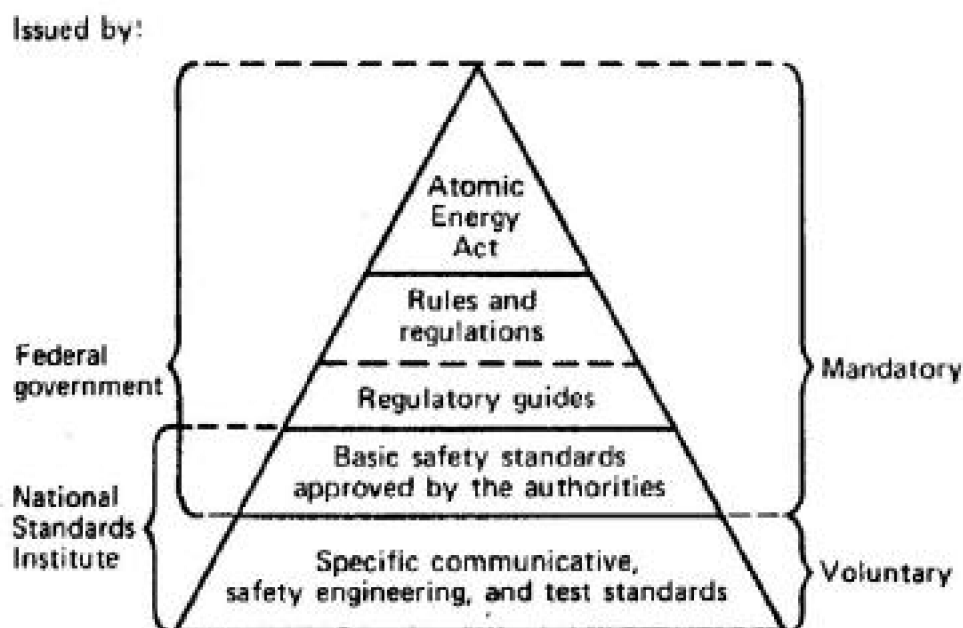 Issued by:
Atomic
Energy
Act
Rules and
regulations
Federal
government
Mandatory
Regulatory guides
Basic safety standards
approved by the authorities
National
Standards
Institute
Specific communicative,
safety engineering, and test standards
Voluntary